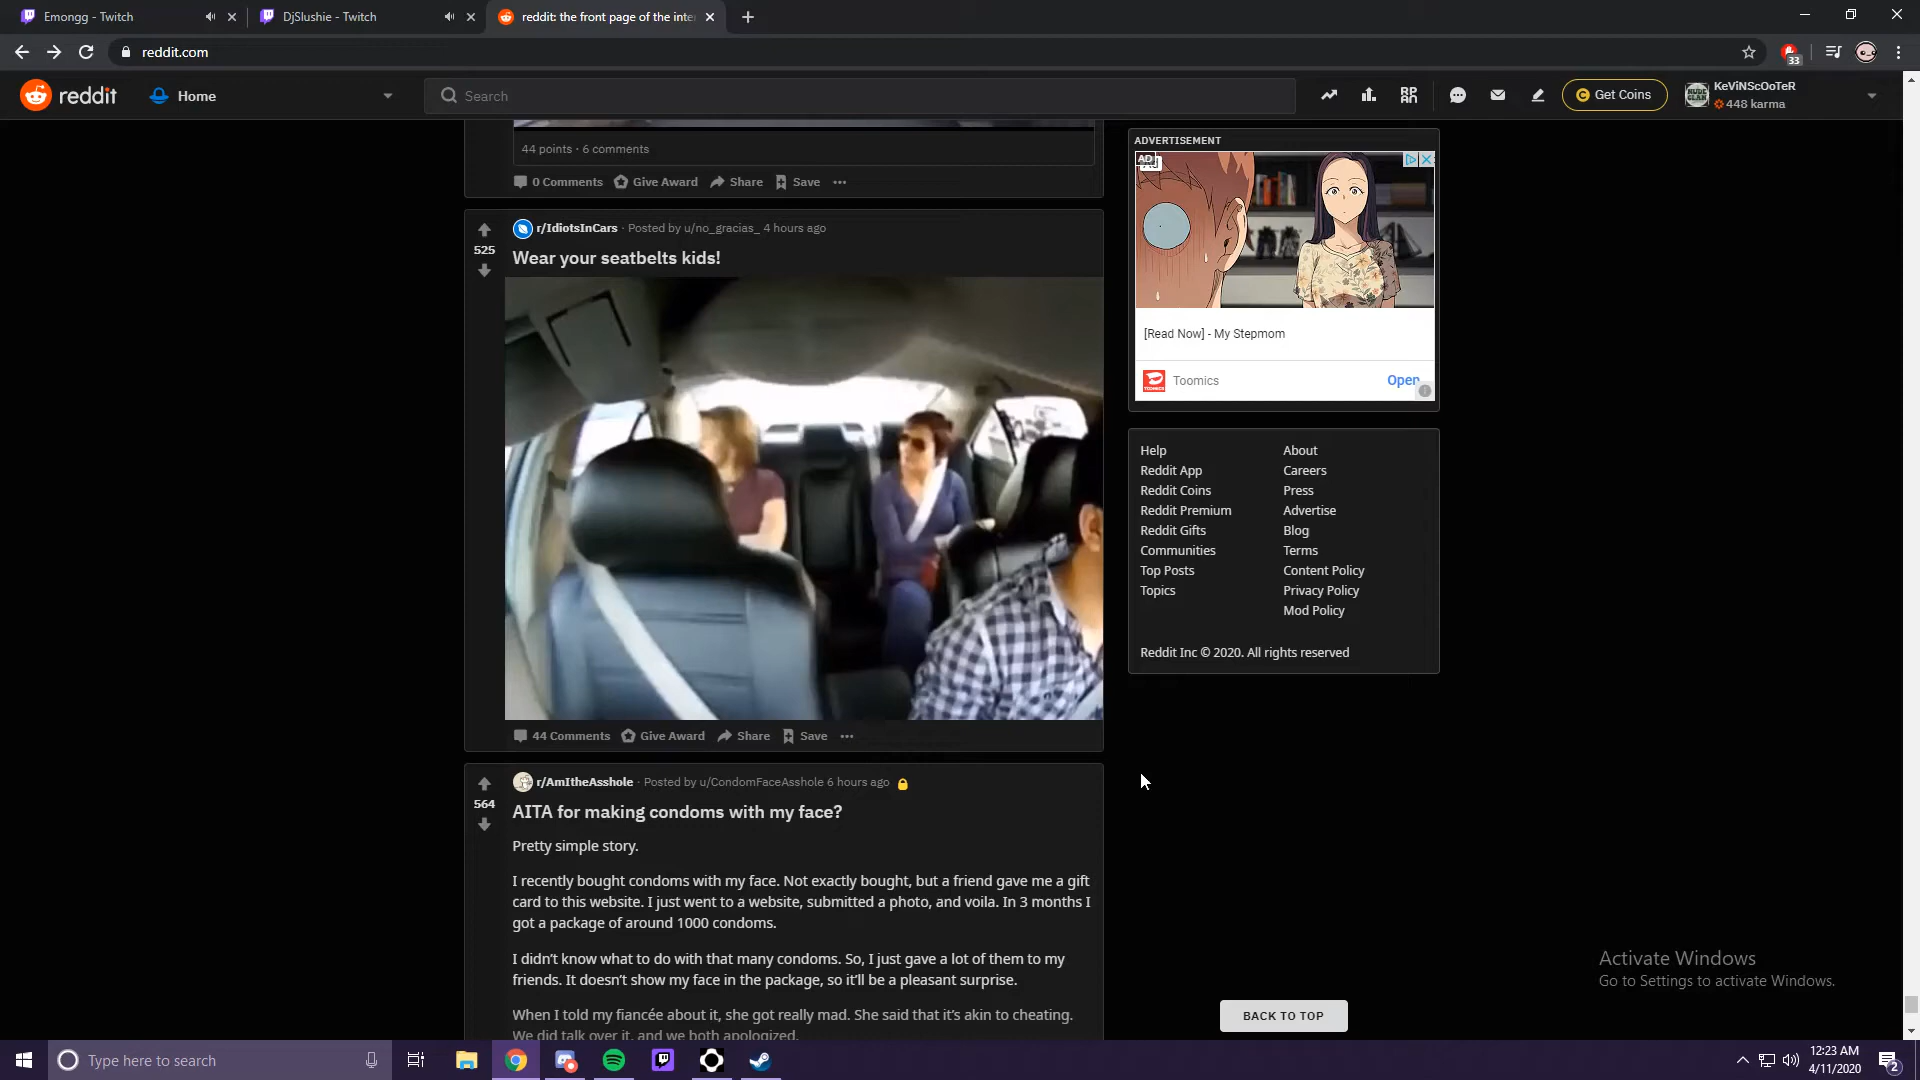 Emongg - Twitch
DjSlushie - Twitch
reddit: the front page of the inte
reddit.com
33
reddit
Home
Search
Get Coins
KeViNScOoTeR
448 karma
44 points · 6 comments
0 Comments
Give Award
Share
Save
525
r/IdiotsInCars · Posted by u/no_gracias_ 4 hours ago
Wear your seatbelts kids!
44 Comments
Give Award
Share
Save
564
r/AmItheAsshole · Posted by u/CondomFaceAsshole 6 hours ago
AITA for making condoms with my face?
Pretty simple story.
I recently bought condoms with my face. Not exactly bought, but a friend gave me a gift
card to this website. I just went to a website, submitted a photo, and voila. In 3 months I
got a package of around 1000 condoms.
I didn't know what to do with that many condoms. So, I just gave a lot of them to my
friends. It doesn't show my face in the package, so it'll be a pleasant surprise.
When I told my fiancée about it, she got really mad. She said that it's akin to cheating.
We did talk over it, and we both apologized.
ADVERTISEMENT
AD
[Read Now] - My Stepmom
TOOMICS
Toomics
Open
Help
Reddit App
Reddit Coins
Reddit Premium
Reddit Gifts
Communities
Top Posts
Topics
About
Careers
Press
Advertise
Blog
Terms
Content Policy
Privacy Policy
Mod Policy
Reddit Inc © 2020. All rights reserved
BACK TO TOP
Activate Windows
Go to Settings to activate Windows.
Type here to search
12:23 AM
4/11/2020
2